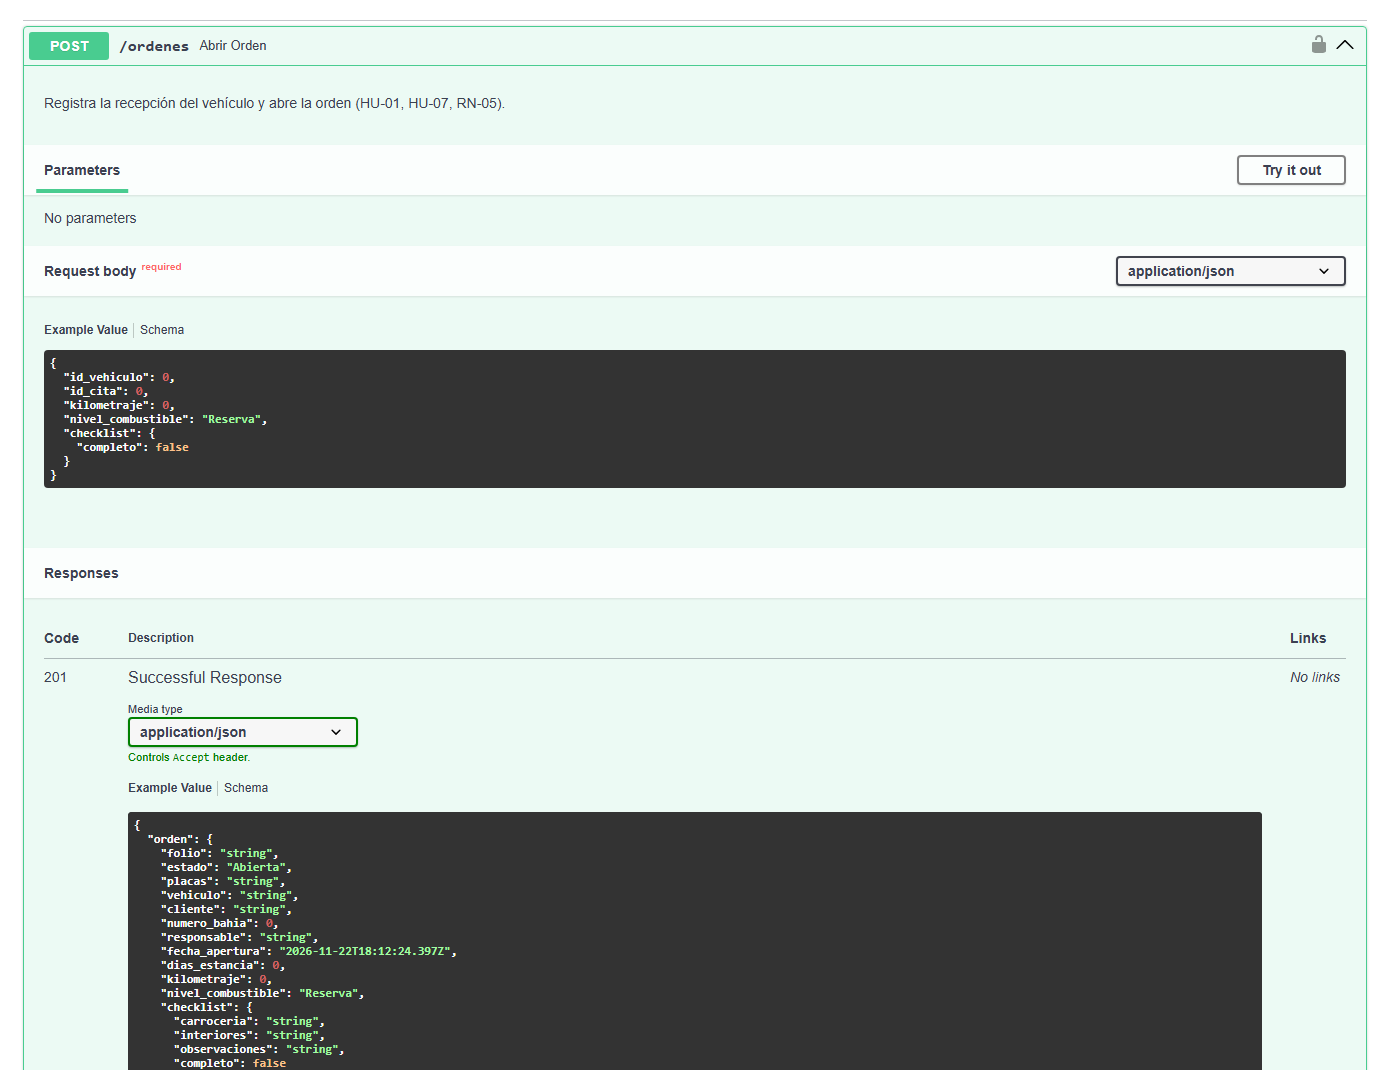 POST /ordenes Abrir Orden
Registra la recepción del vehículo y abre la orden (HU-01, HU-07, RN-05).
Parameters
Try it out
No parameters
Request body required
application/json
Example Value Schema
{
  "id_vehiculo": 0,
  "id_cita": 0,
  "kilometraje": 0,
  "nivel_combustible": "Reserva",
  "checklist": {
    "completo": false
  }
}
Responses
Code Description Links
201 Successful Response No links
Media type
application/json
Controls Accept header.
Example Value Schema
{
  "orden": {
    "folio": "string",
    "estado": "Abierta",
    "placas": "string",
    "vehiculo": "string",
    "cliente": "string",
    "numero_bahia": 0,
    "responsable": "string",
    "fecha_apertura": "2026-11-22T18:12:24.397Z",
    "dias_estancia": 0,
    "kilometraje": 0,
    "nivel_combustible": "Reserva",
    "checklist": {
      "carroceria": "string",
      "interiores": "string",
      "observaciones": "string",
      "completo": false